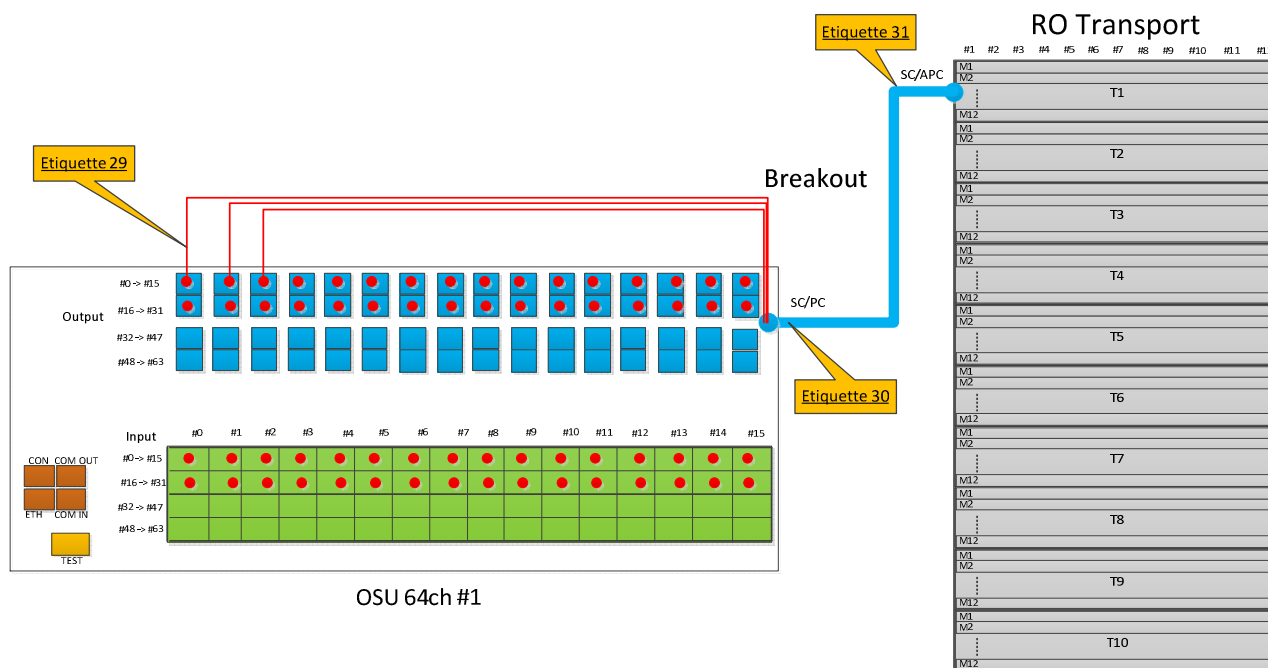 RO Transport
Etiquette 31
#1 #2 #3 #4 #5 #6 #7 #8 #9 #10 #11
SC/APC
M1
M2
T1
M12
M1
M2
T2
M12
M1
M2
T3
M12
M1
M2
T4
M12
M1
M2
T5
M12
M1
M2
T6
M12
M1
M2
T7
M12
M1
M2
T8
M12
M1
M2
T9
M12
M1
M2
T10
M12
Etiquette 29
Breakout
Output
#0 -> #15
#16 -> #31
#32 -> #47
#48 -> #63
SC/PC
Etiquette 30
Input
#0 #1 #2 #3 #4 #5 #6 #7 #8 #9 #10 #11 #12 #13 #14 #15
#0 -> #15
#16 -> #31
#32 -> #47
#48 -> #63
CON COM OUT
ETH COM IN
TEST
OSU 64ch #1